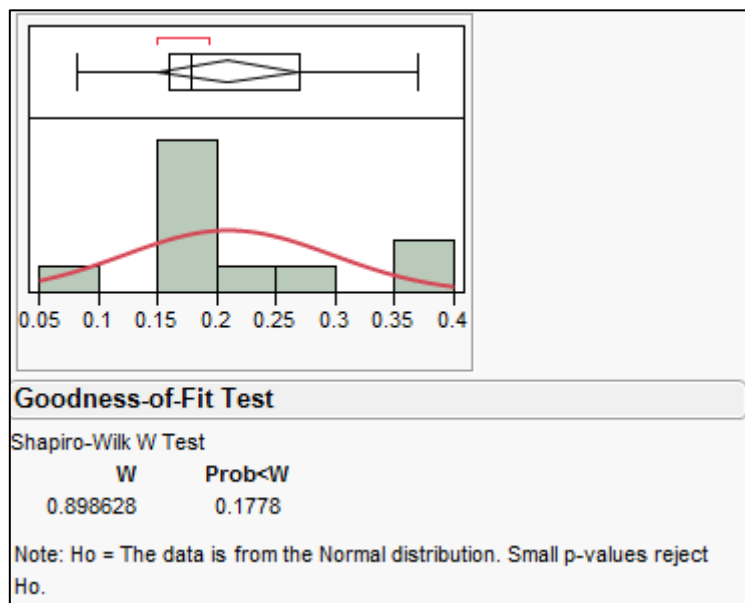 0.05 0.1 0.15 0.2 0.25 0.3 0.35 0.4
Goodness-of-Fit Test
Shapiro-Wilk W Test
W Prob<W
0.898628 0.1778
Note: Ho = The data is from the Normal distribution. Small p-values reject
Ho.